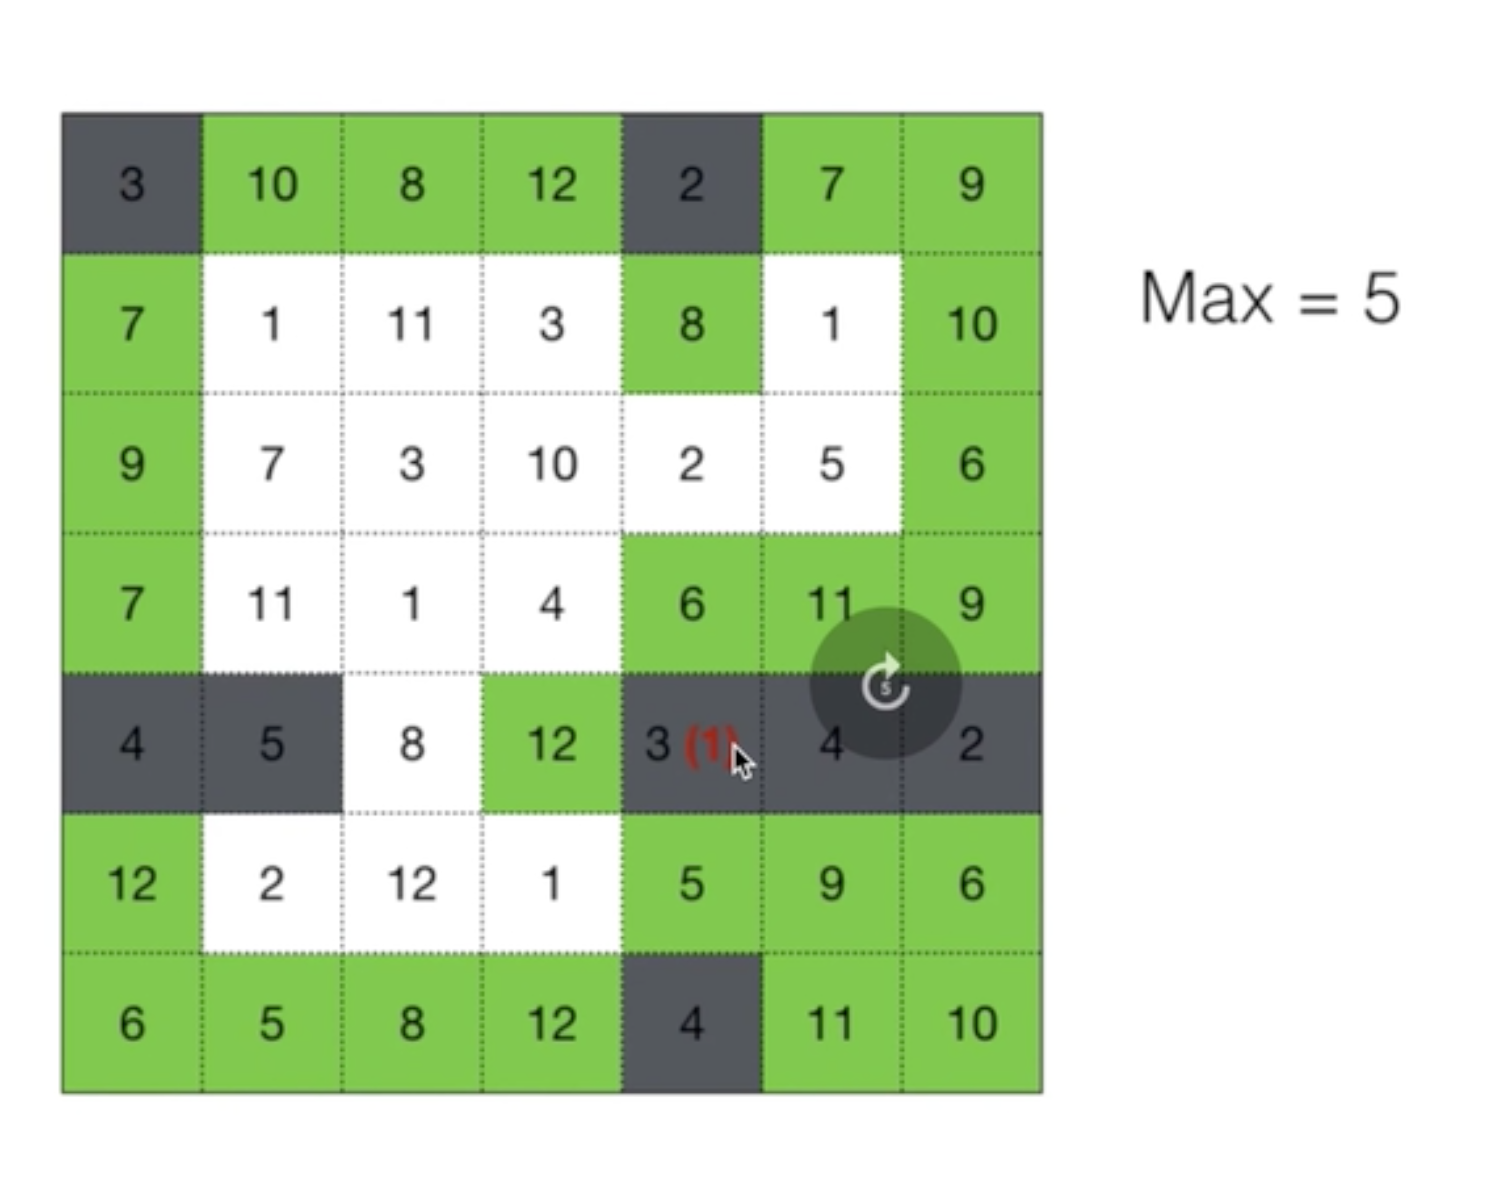 3 10 8 12 2 7 9
7 1 11 3 8 1 10
Max = 5
9 7 3 10 2 5 6
7 11 1 4 6 11 9
5
4 5 8 12 3 (1) 4 2
12 2 12 1 5 9 6
6 5 8 12 4 11 10